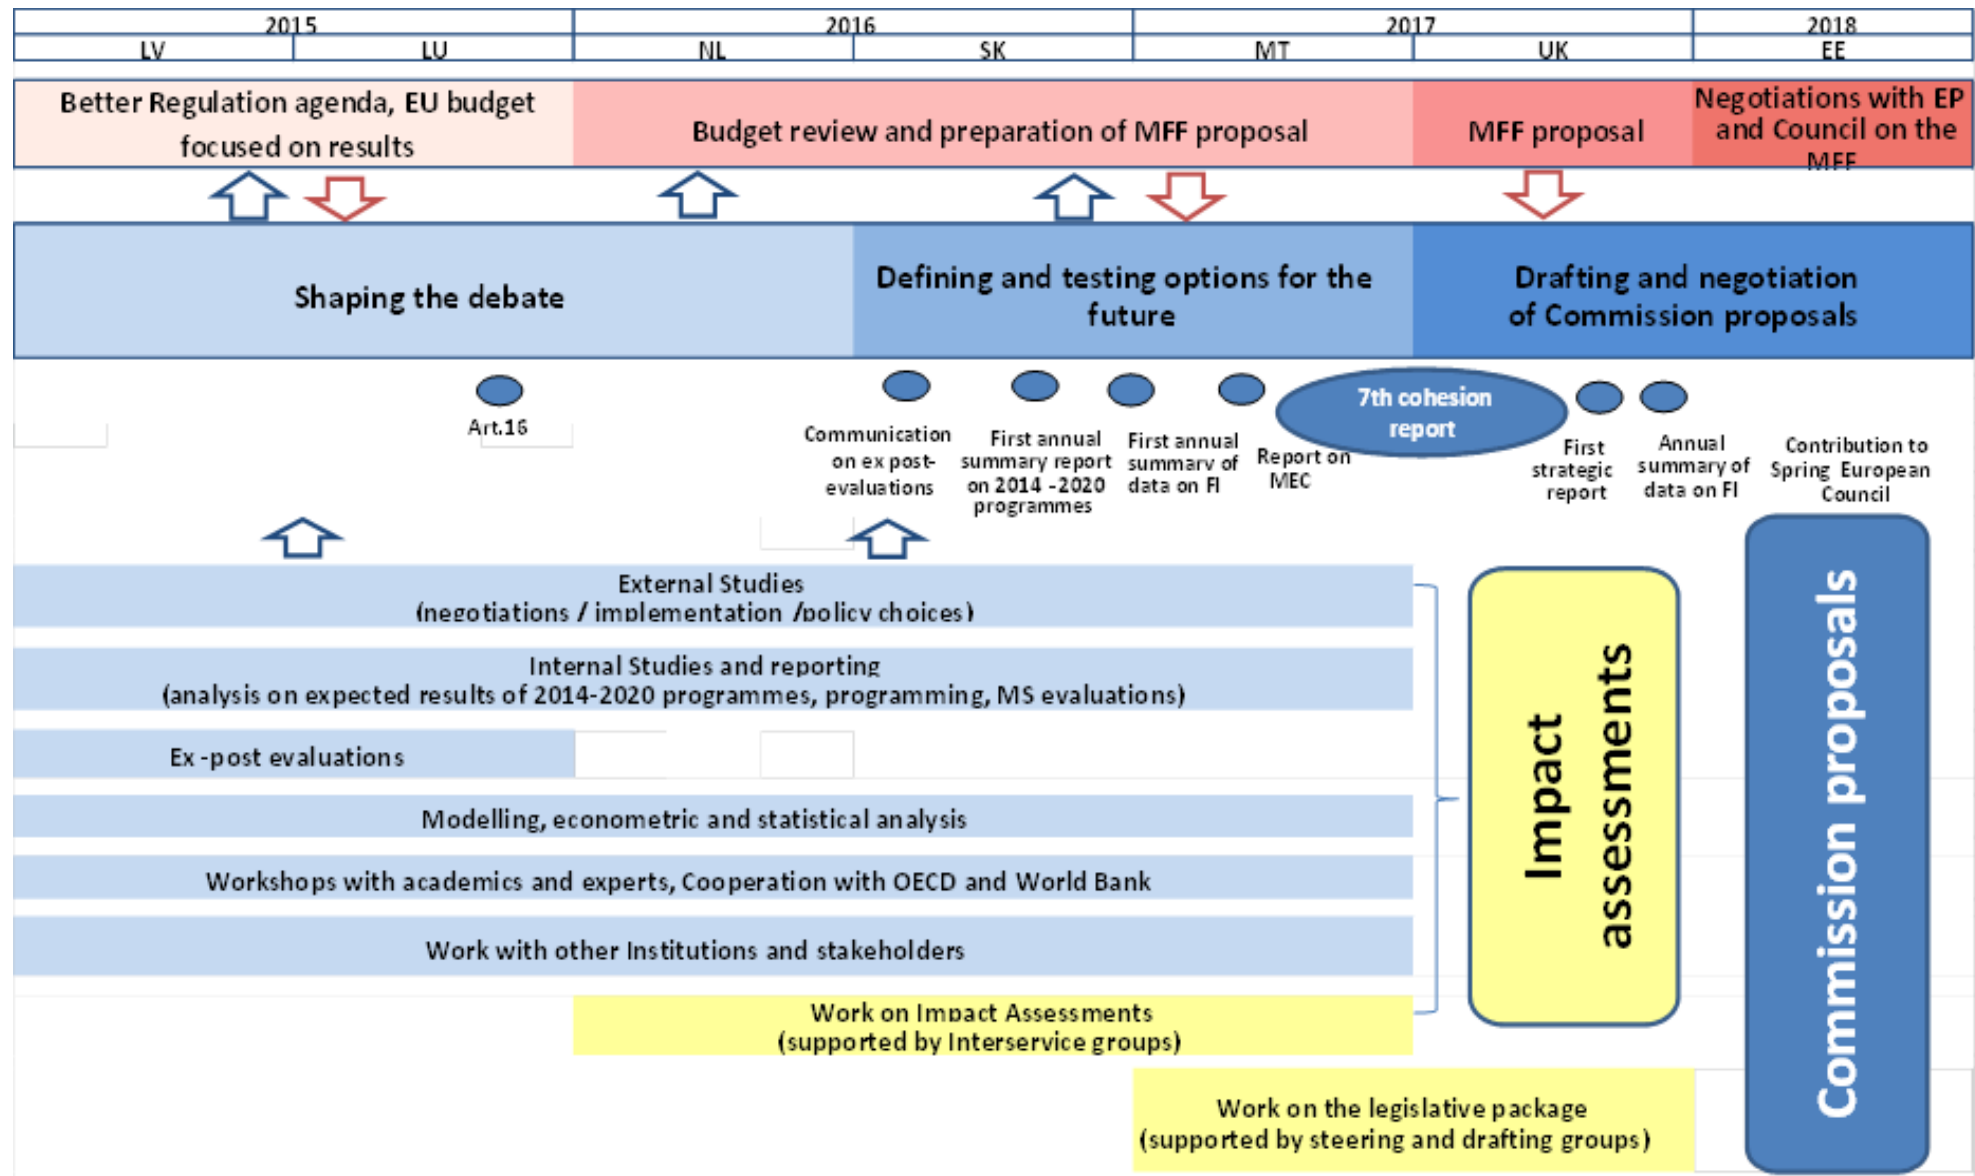 2015
2016
2017
2018
LV
LU
NL
SK
MT
UK
EE
Better Regulation agenda, EU budget
focused on results
Budget review and preparation of MFF proposal
MFF proposal
Negotiations with EP
and Council on the
MFF
Shaping the debate
Defining and testing options for the
future
Drafting and negotiation
of Commission proposals
Art.16
Communication
on ex post-
evaluations
First annual
summary report
on 2014 -2020
programmes
First annual
summary of
data on FI
Report on
MEC
7th cohesion
report
First
strategic
report
Annual
summary of
data on FI
Contribution to
Spring European
Council
External Studies
(negotiations / implementation /policy choices)
Internal Studies and reporting
(analysis on expected results of 2014-2020 programmes, programming, MS evaluations)
Ex -post evaluations
Modelling, econometric and statistical analysis
Workshops with academics and experts, Cooperation with OECD and World Bank
Work with other Institutions and stakeholders
Work on Impact Assessments
(supported by Interservice groups)
Work on the legislative package
(supported by steering and drafting groups)
Impact
assessments
Commission proposals